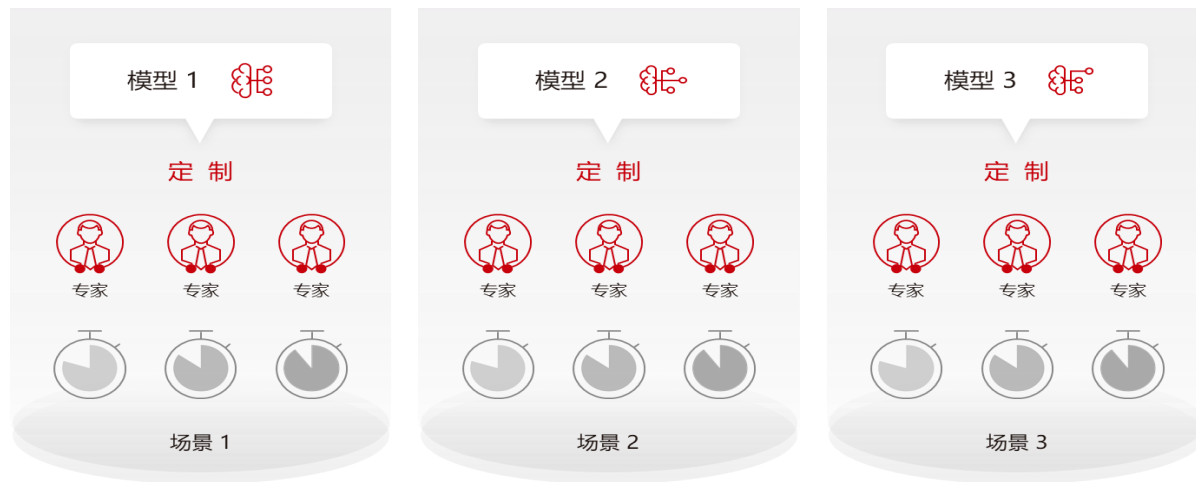 模型 1
定 制
专家
专家
专家
场景 1
模型 2
定 制
专家
专家
专家
场景 2
模型 3
定 制
专家
专家
专家
场景 3